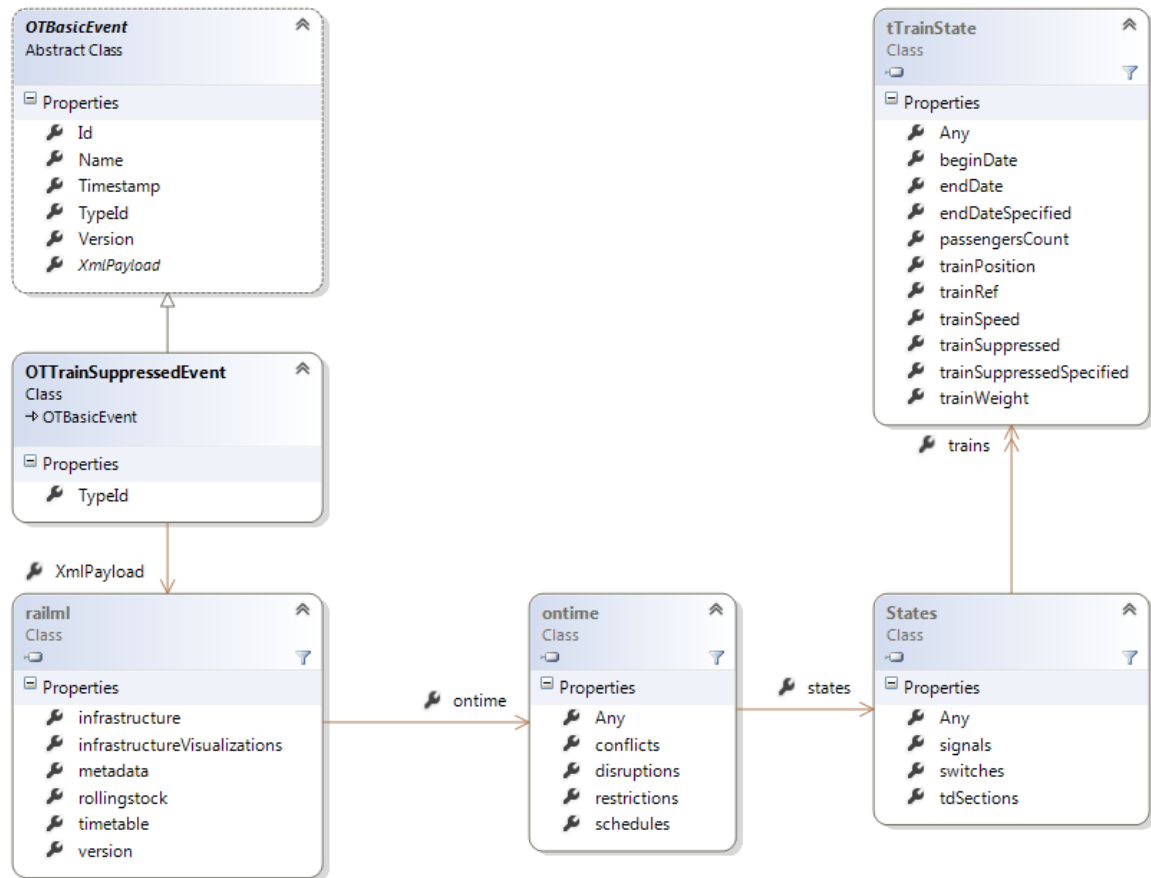 OTBasicEvent
Abstract Class
Properties
Id
Name
Timestamp
TypeId
Version
XmlPayload
OTTrainSuppressedEvent
Class
OTBasicEvent
Properties
TypeId
XmlPayload
railml
Class
Properties
infrastructure
infrastructureVisualizations
metadata
rollingstock
timetable
version
ontime
ontime
Class
Properties
Any
conflicts
disruptions
restrictions
schedules
states
States
Class
Properties
Any
signals
switches
tdSections
trains
tTrainState
Class
Properties
Any
beginDate
endDate
endDateSpecified
passengersCount
trainPosition
trainRef
trainSpeed
trainSuppressed
trainSuppressedSpecified
trainWeight